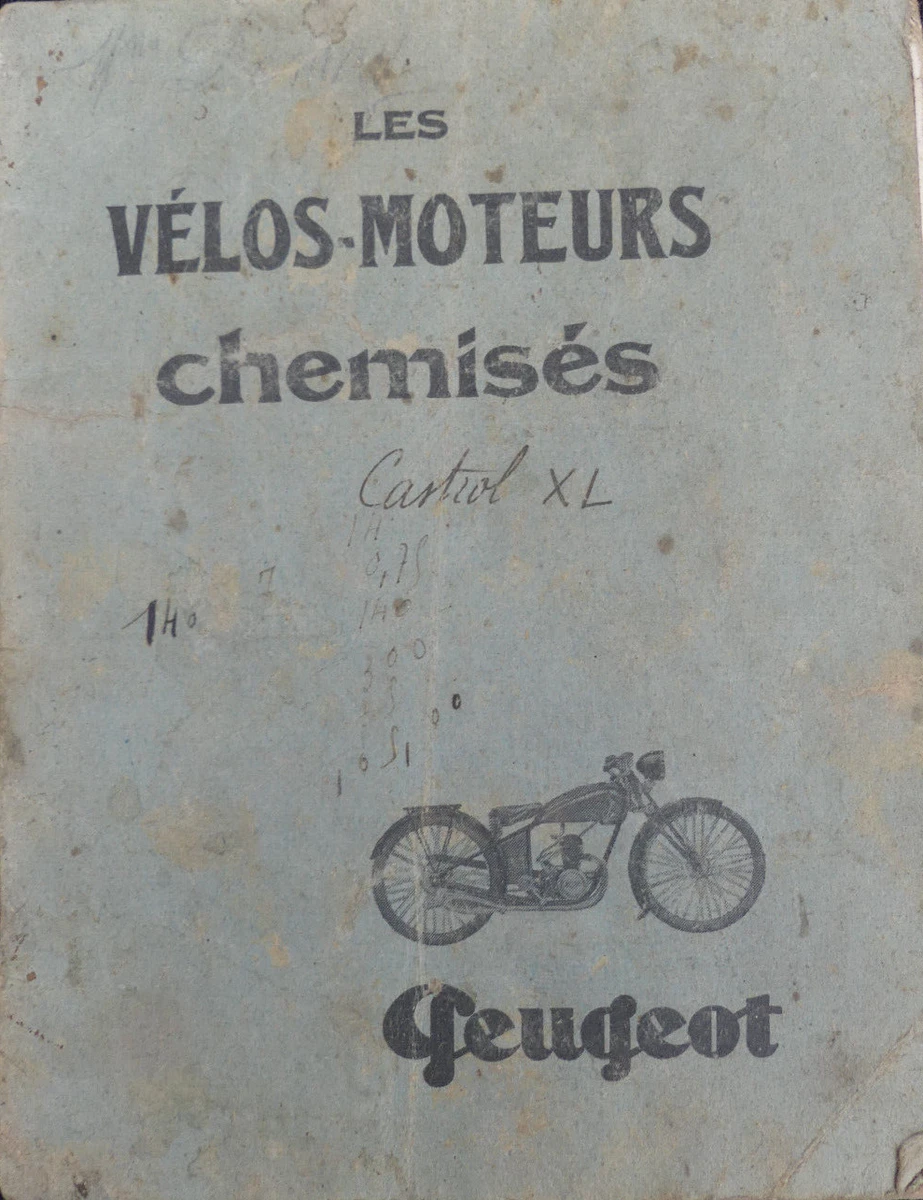 LES
VÉLOS-MOTEURS
chemisés
Castrol XL
0,75
140
140
300
Peugeot